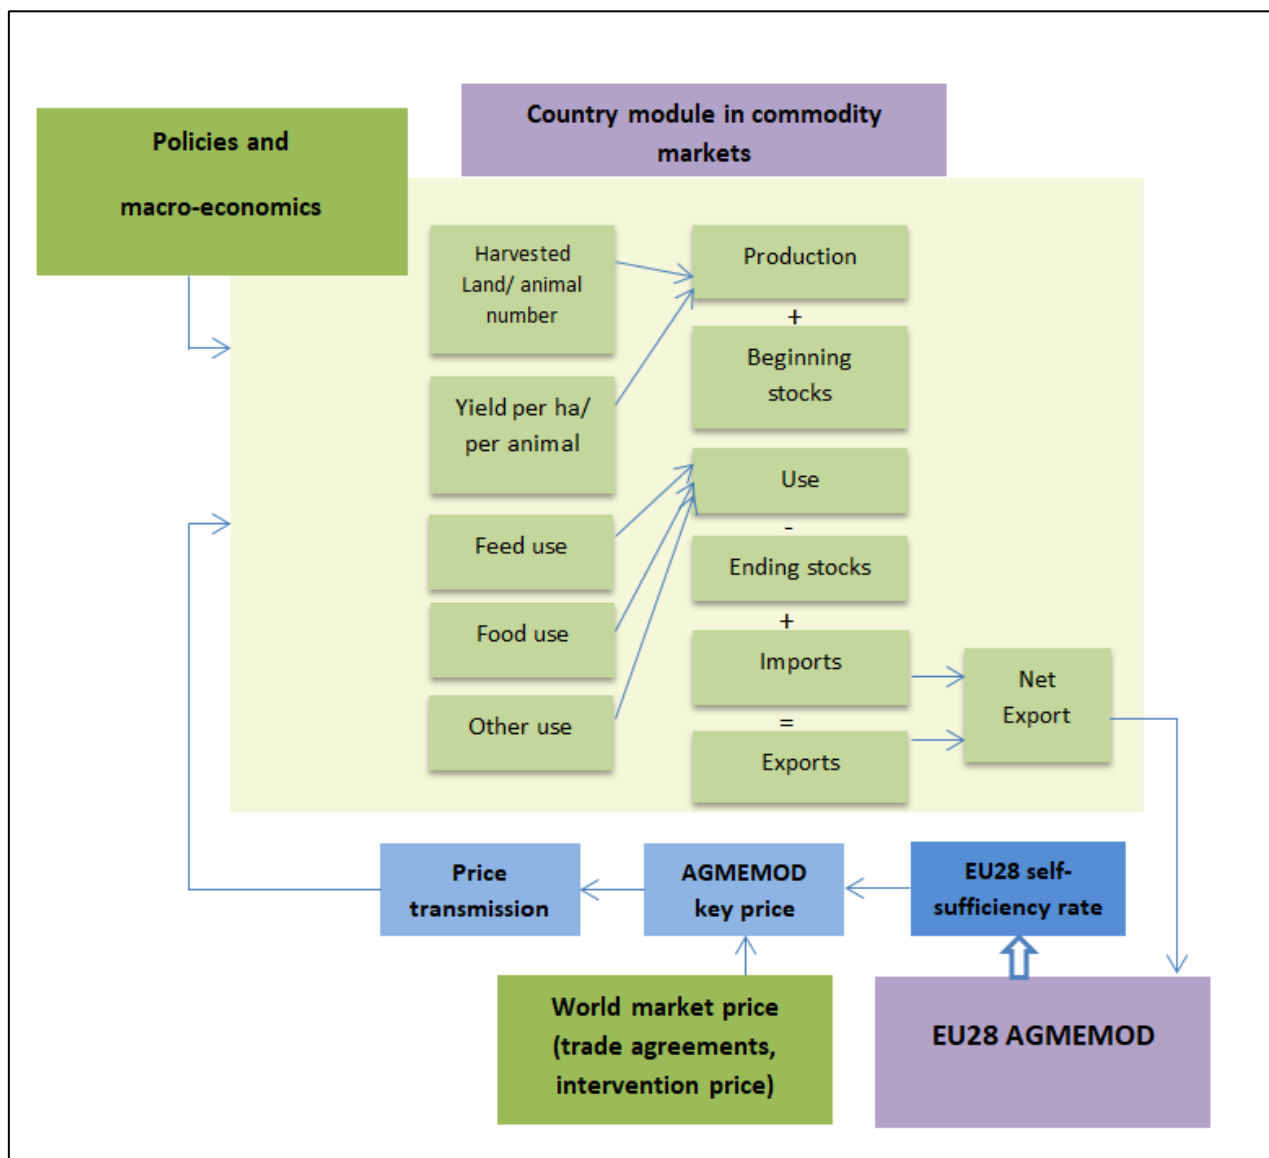 Policies and
macro-economics
Country module in commodity
markets
Harvested
Land/ animal
number
Production
+
Beginning
stocks
Yield per ha/
per animal
Use
-
Feed use
Ending stocks
+
Food use
Imports
Net
Export
=
Other use
Exports
Price
transmission
AGMEMOD
key price
EU28 self-
sufficiency rate
World market price
(trade agreements,
intervention price)
EU28 AGMEMOD